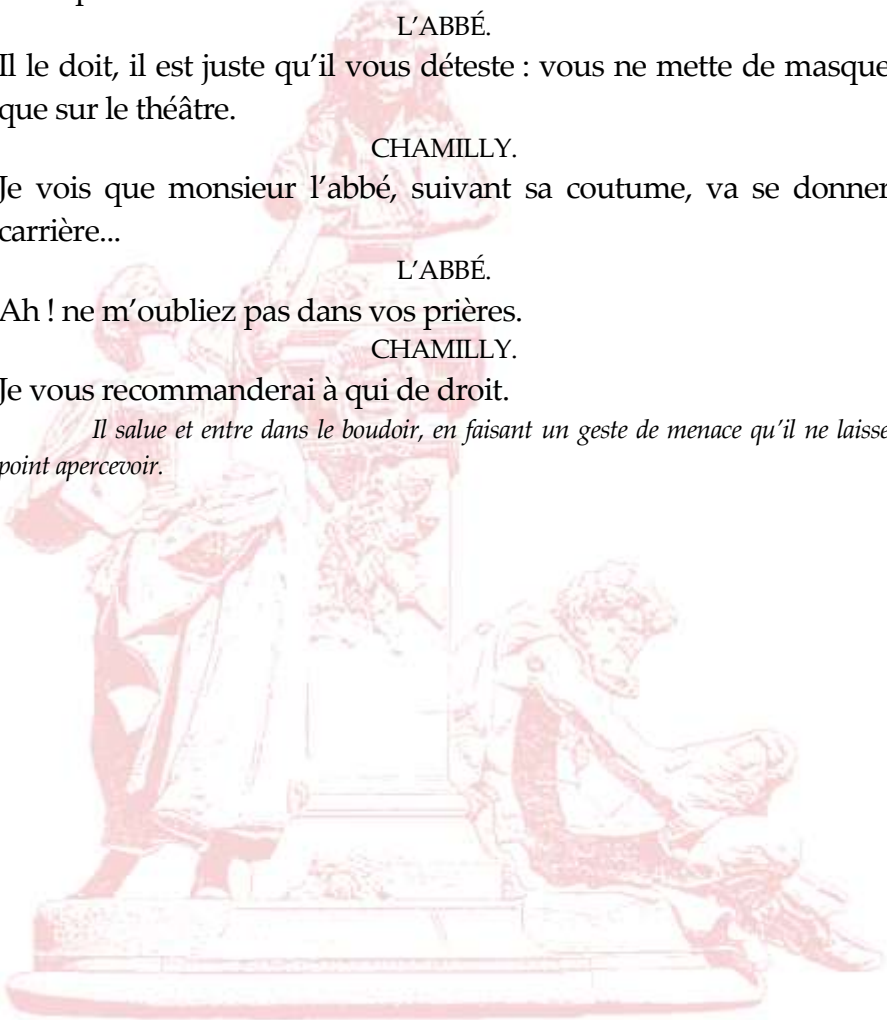 L’ABBÉ.
Il le doit, il est juste qu’il vous déteste : vous ne mette de masque
que sur le théâtre.
CHAMILLY.
Je vois que monsieur l’abbé, suivant sa coutume, va se donner
carrière...
L’ABBÉ.
Ah ! ne m’oubliez pas dans vos prières.
CHAMILLY.
Je vous recommanderai à qui de droit.
Il salue et entre dans le boudoir, en faisant un geste de menace qu’il ne laisse
point apercevoir.